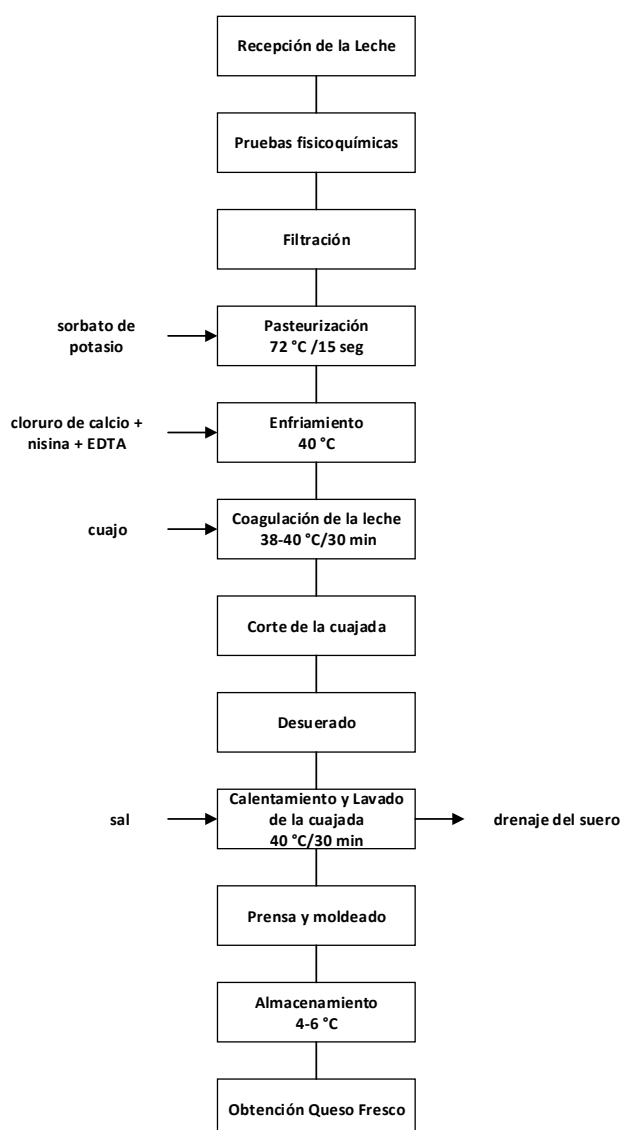 Recepción de la Leche
Pruebas fisicoquímicas
Filtración
sorbato de
potasio
Pasteurización
72 °C /15 seg
cloruro de calcio +
nisina + EDTA
Enfriamiento
40 °C
cuajo
Coagulación de la leche
38-40 °C/30 min
Corte de la cuajada
Desuerado
sal
Calentamiento y Lavado
de la cuajada
40 °C/30 min
drenaje del suero
Prensa y moldeado
Almacenamiento
4-6 °C
Obtención Queso Fresco